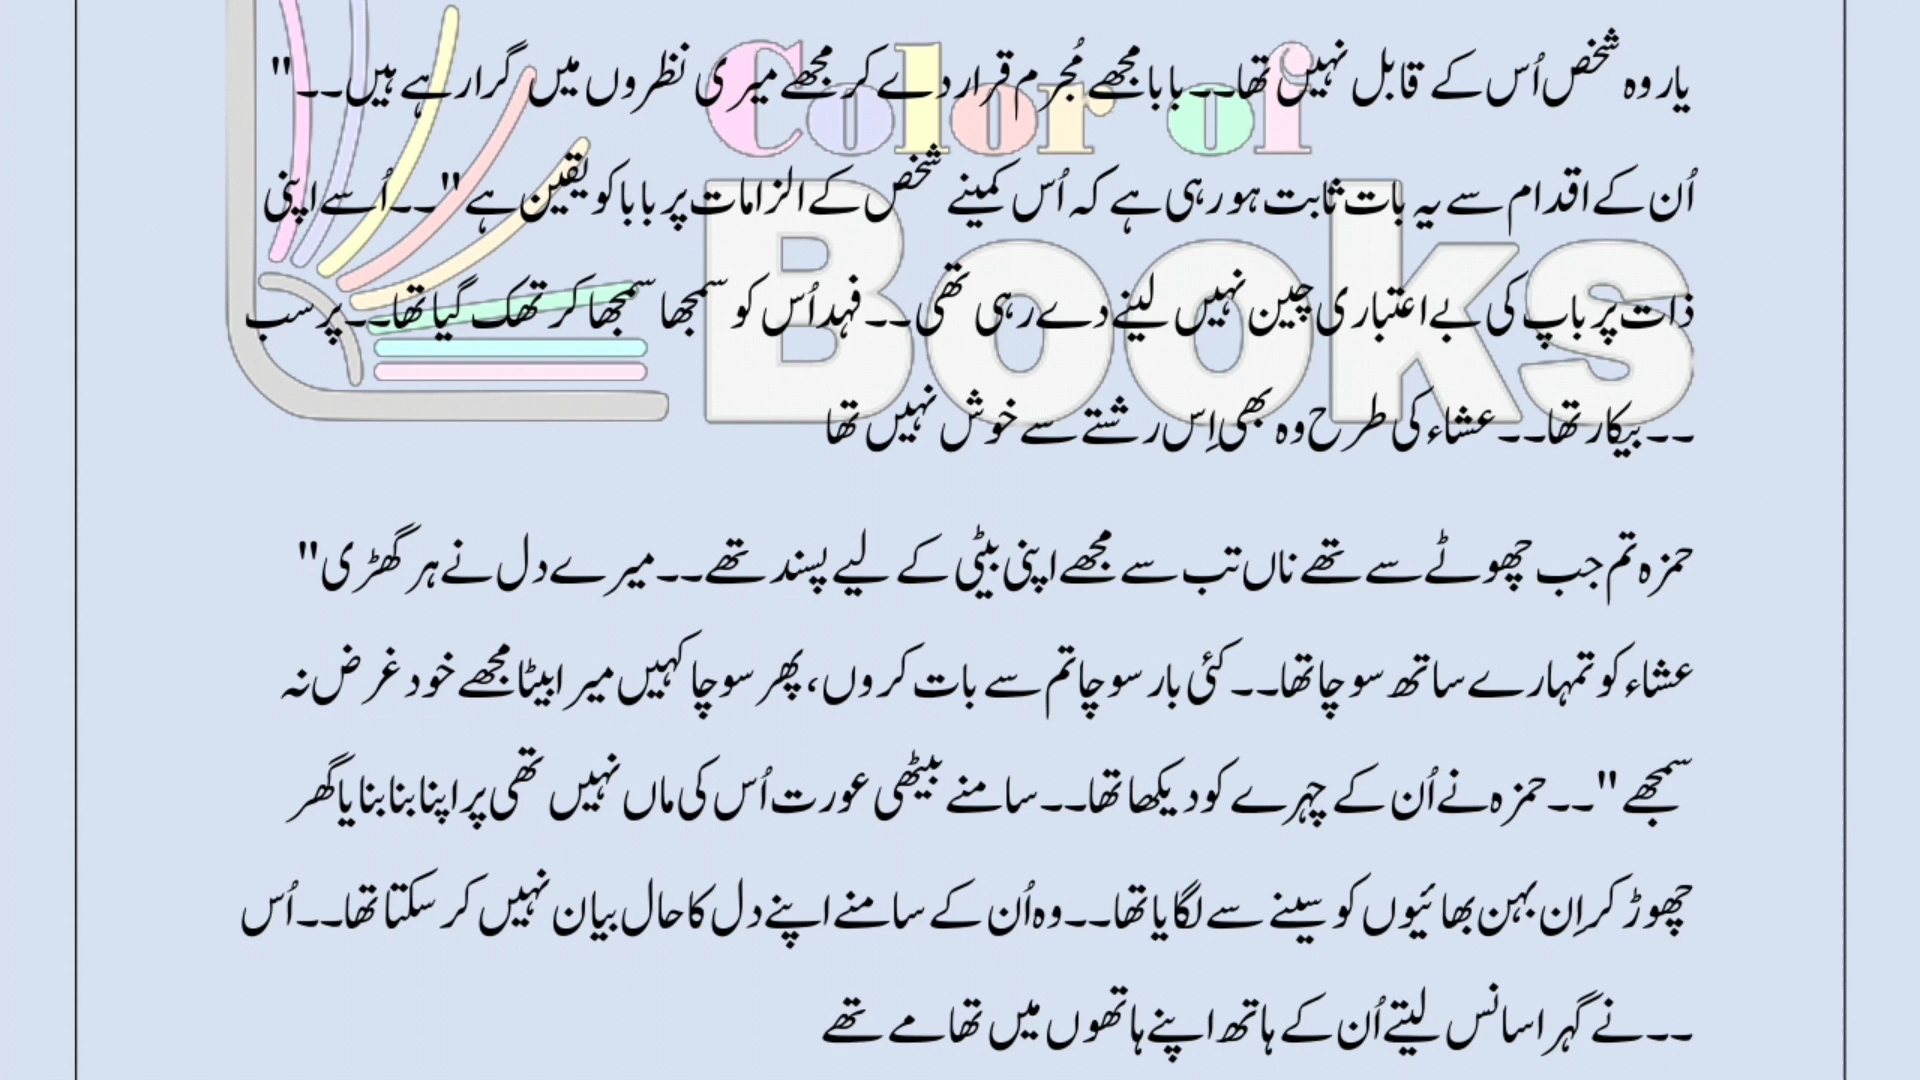 یار وہ شخص اُس کے قابل نہیں تھا۔۔ بابا مجھے مُجرم قرار دے کر مجھے میری نظروں میں گرا رہے ہیں۔۔ "
اُن کے اقدام سے یہ بات ثابت ہو رہی ہے کہ اُس کمینے شخص کے الزامات پر بابا کو یقین ہے"۔۔ اُسے اپنی
ذات پر باپ کی بے اعتباری چین نہیں لینے دے رہی تھی۔۔ فہد اُس کو سمجھا سمجھا کر تھک گیا تھا۔۔ پر سب
۔۔ بیکار تھا۔۔ عشاء کی طرح وہ بھی اِس رشتے سے خوش نہیں تھا
حمزہ تم جب چھوٹے سے تھے ناں تب سے مجھے اپنی بیٹی کے لیے پسند تھے۔۔ میرے دل نے ہر گھڑی"
عشاء کو تمہارے ساتھ سوچا تھا۔۔ کئی بار سوچا تم سے بات کروں، پھر سوچا کہیں میرا بیٹا مجھے خود غرض نہ
سمجھے"۔۔ حمزہ نے اُن کے چہرے کو دیکھا تھا۔۔ سامنے بیٹھی عورت اُس کی ماں نہیں تھی پر اپنا بنا بنایا گھر
چھوڑ کر اِن بہن بھائیوں کو سینے سے لگایا تھا۔۔ وہ اُن کے سامنے اپنے دل کا حال بیان نہیں کر سکتا تھا۔۔ اُس
۔۔ نے گہرا سانس لیتے اُن کے ہاتھ اپنے ہاتھوں میں تھامے تھے
Color of
Books